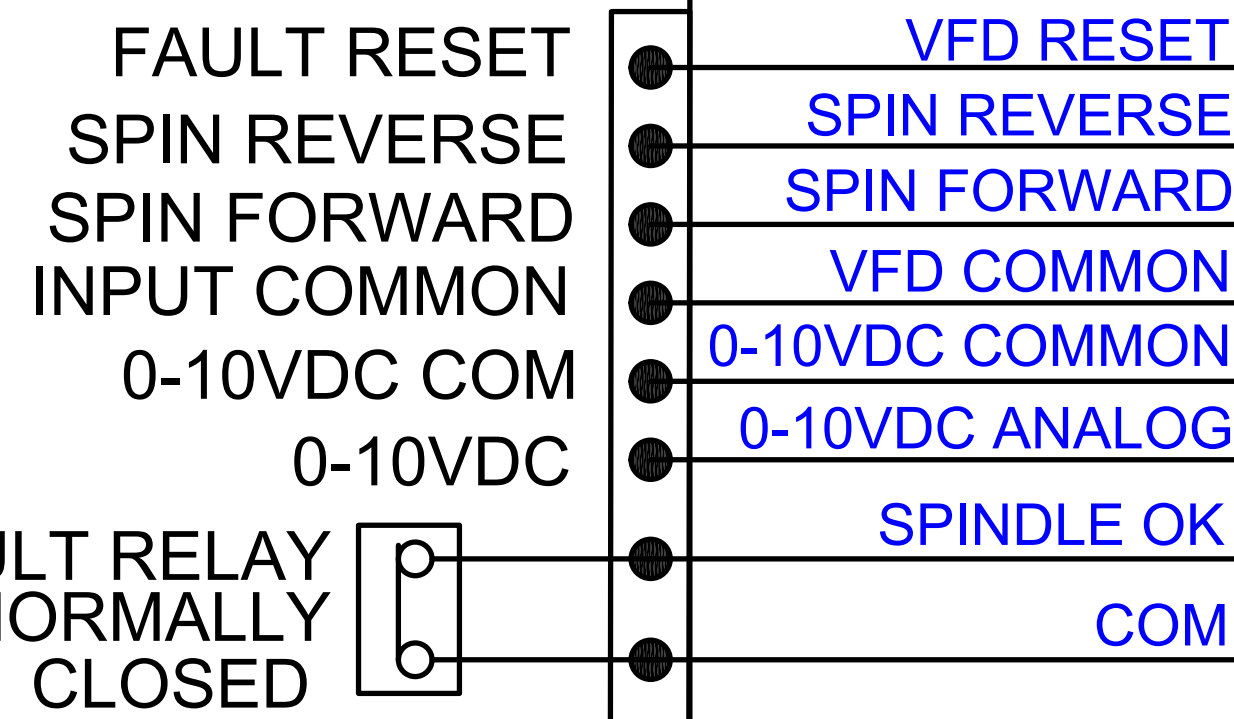 FAULT RESET
VFD RESET
SPIN REVERSE
SPIN REVERSE
SPIN FORWARD
SPIN FORWARD
INPUT COMMON
VFD COMMON
0-10VDC COM
0-10VDC COMMON
0-10VDC
0-10VDC ANALOG
RELAY
SPINDLE OK
NORMALLY
COM
CLOSED